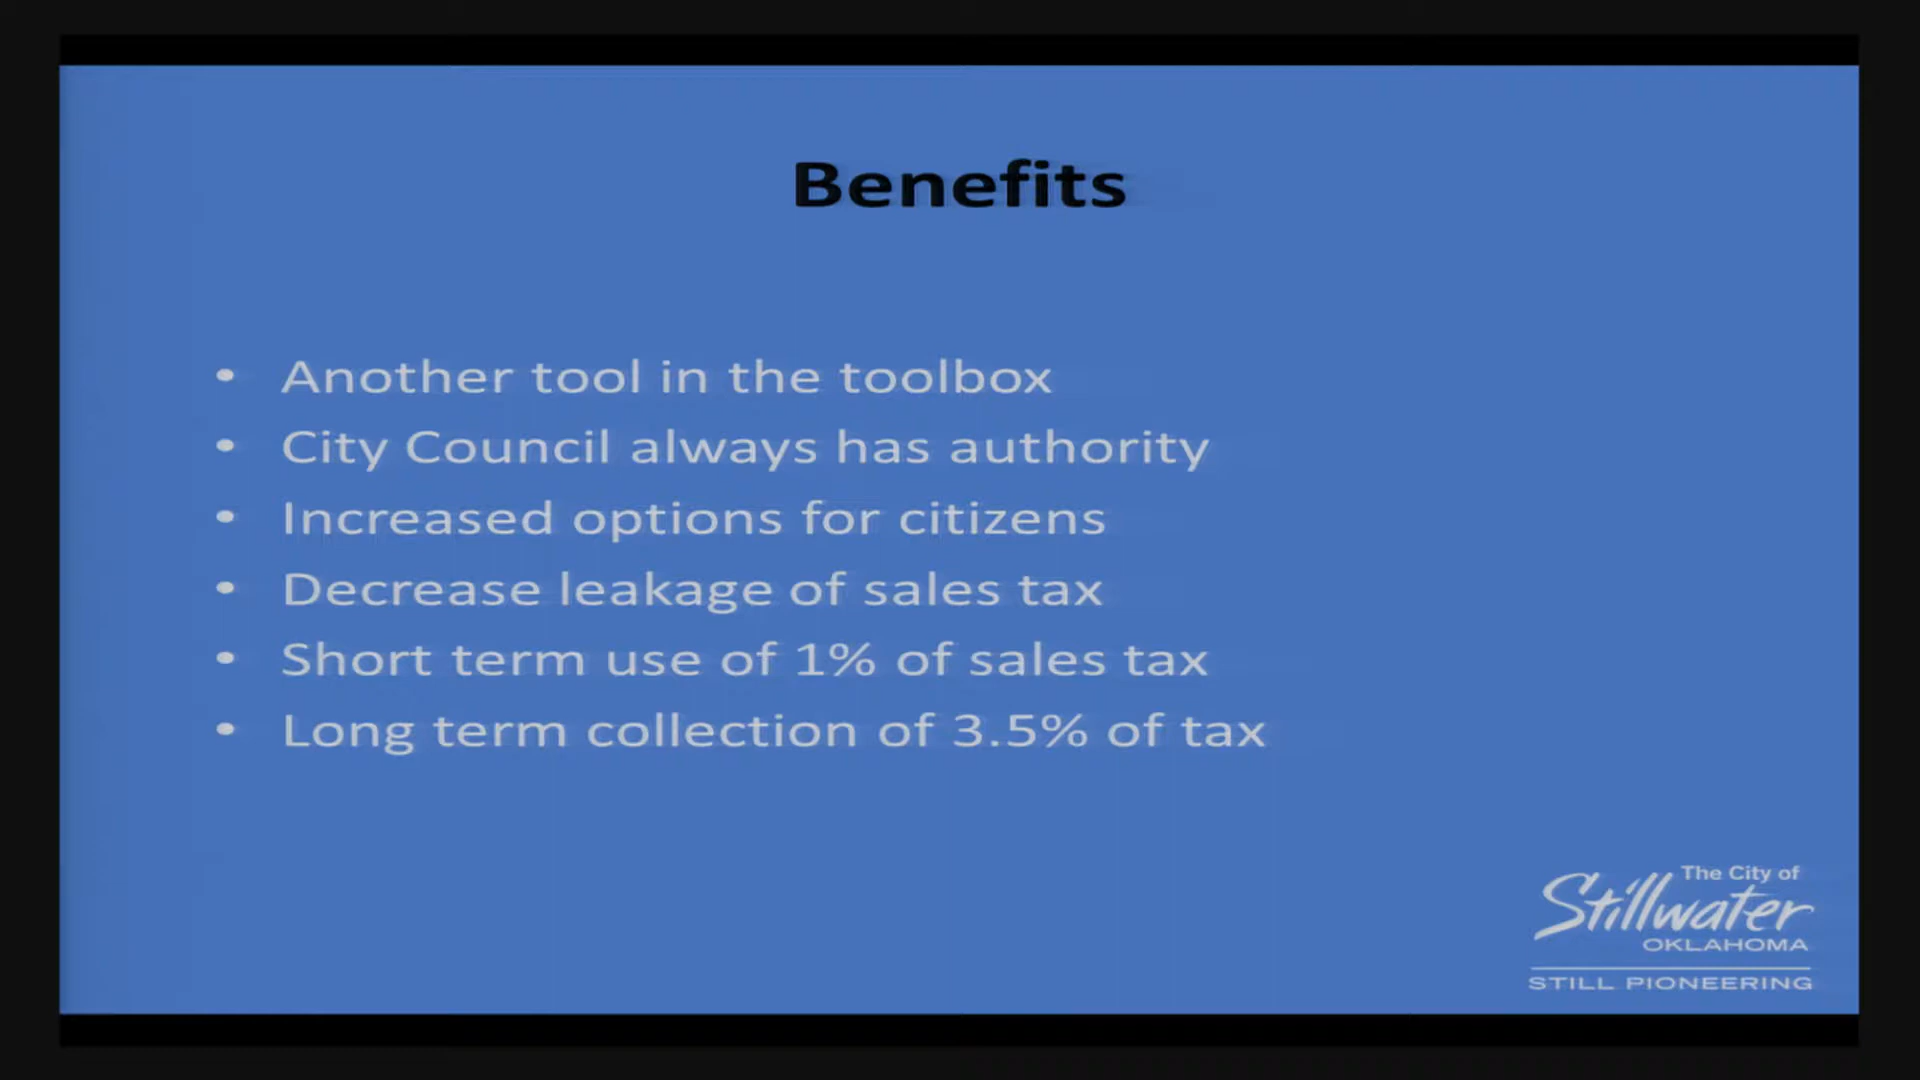 Benefits
• Another tool in the toolbox
• City Council always has authority
• Increased options for citizens
• Decrease leakage of sales tax
• Short term use of 1% of sales tax
• Long term collection of 3.5% of tax
The City of
Stillwater
OKLAHOMA
STILL PIONEERING